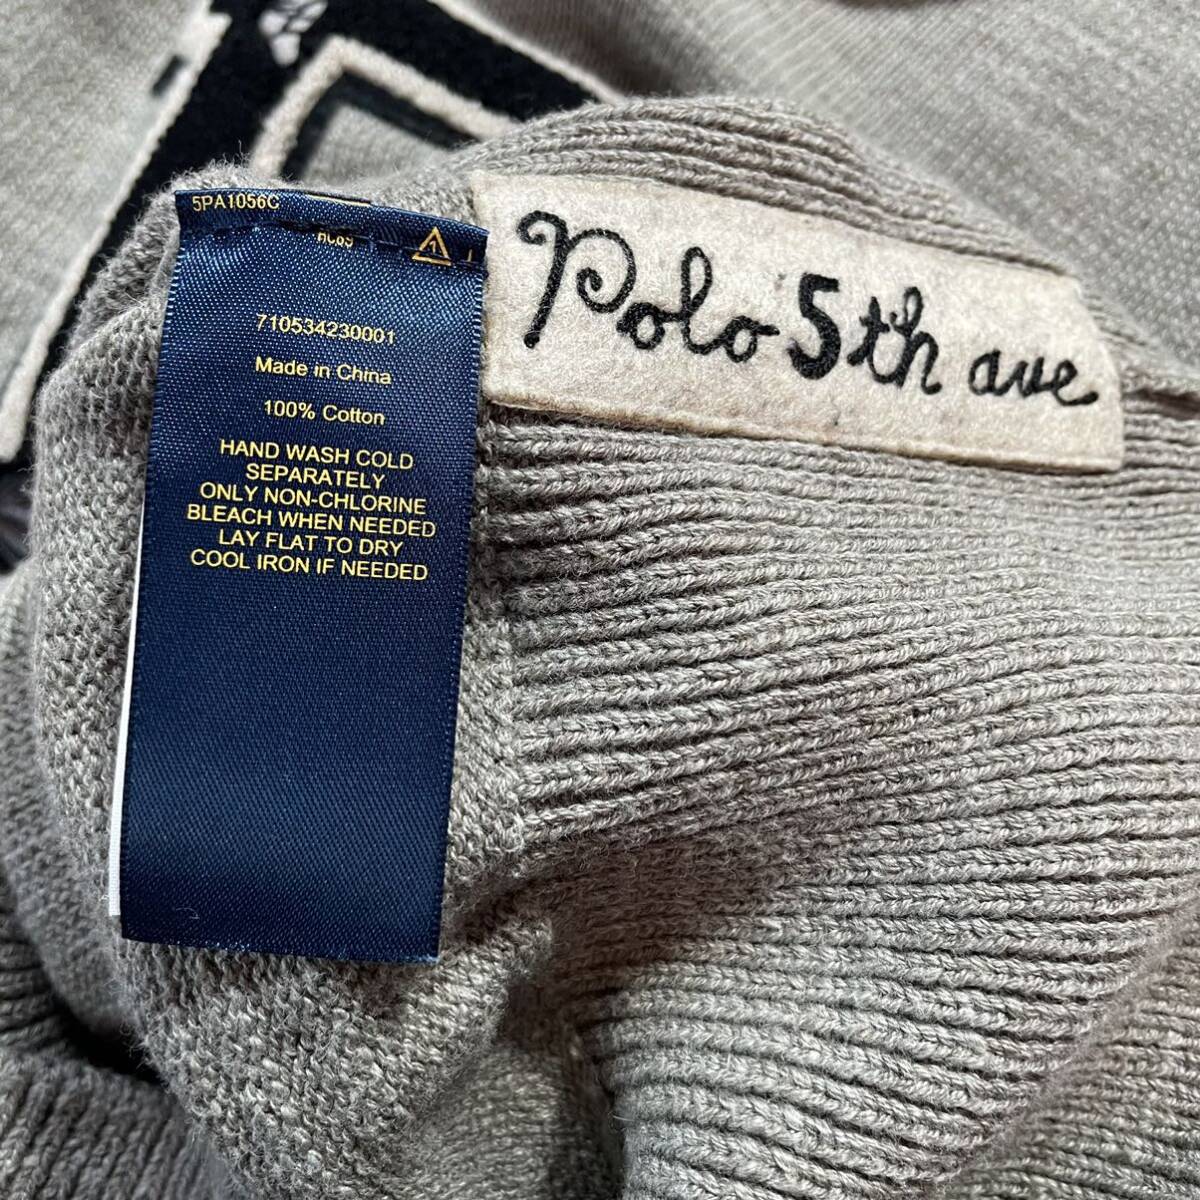 5PA1056C
1
710534230001
Made in China
100% Cotton
HAND WASH COLD
SEPARATELY
ONLY NON-CHLORINE
BLEACH WHEN NEEDED
LAY FLAT TO DRY
COOL IRON IF NEEDED
Polo 5th ave